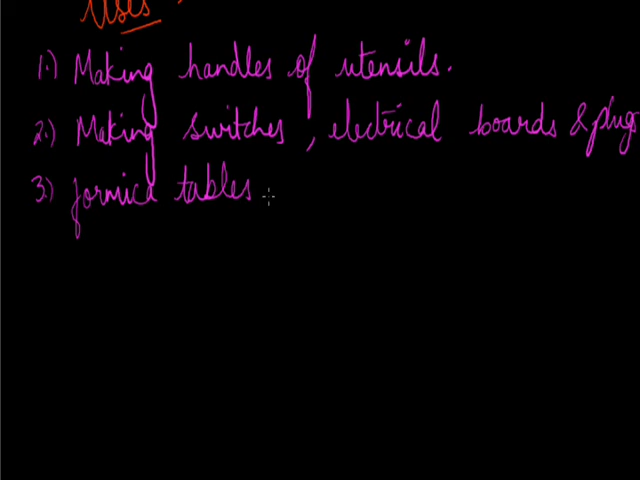 Uses
1.) Making handles of utensils.
2.) Making switches, electrical boards & plugs
3.) formica tables